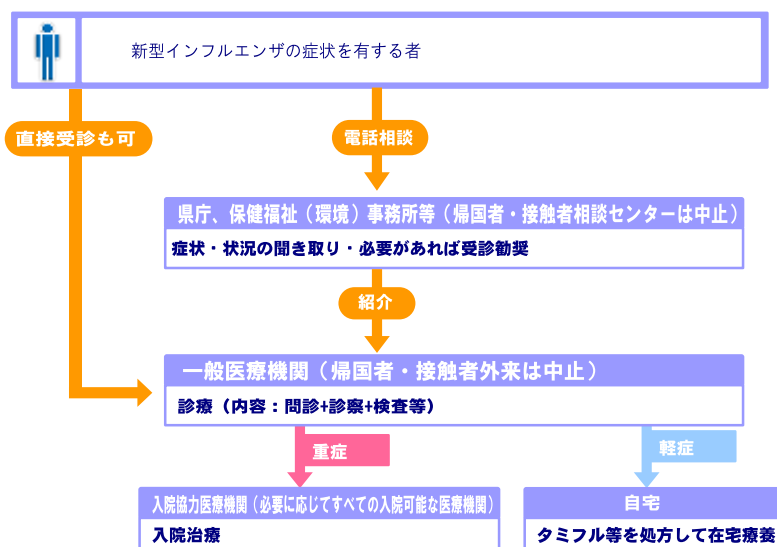 新型インフルエンザの症状を有する者
直接受診も可
電話相談
県庁、保健福祉（環境）事務所等（帰国者・接触者相談センターは中止）
症状・状況の聞き取り・必要があれば受診勧奨
紹介
一般医療機関（帰国者・接触者外来は中止）
診療（内容：問診+診察+検査等）
重症
軽症
入院協力医療機関（必要に応じてすべての入院可能な医療機関）
入院治療
自宅
タミフル等を処方して在宅療養